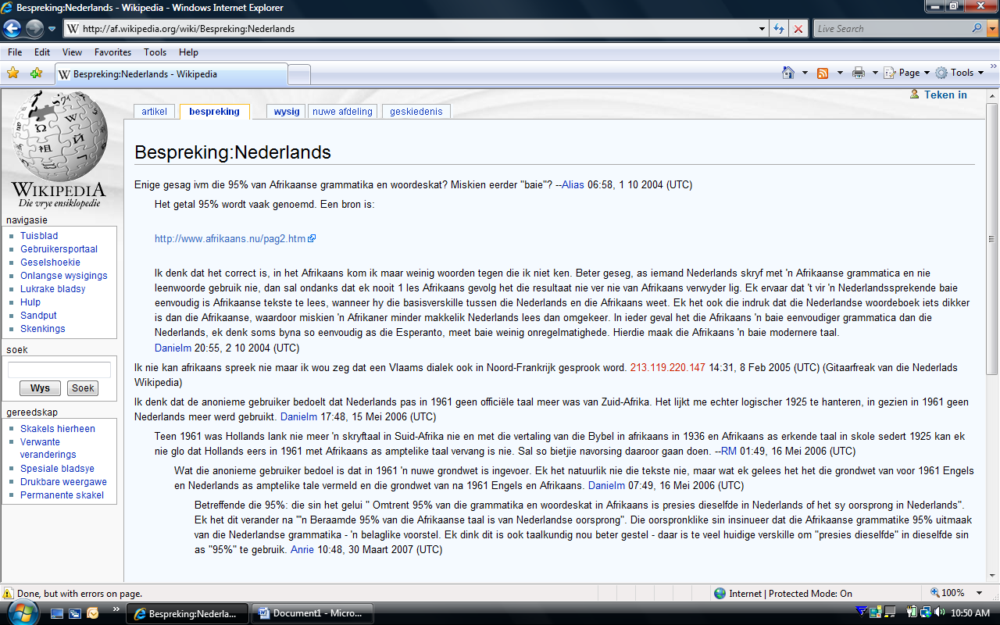 Bespreking:Nederlands - Wikipedia - Windows Internet Explorer
http://af.wikipedia.org/wiki/Bespreking:Nederlands
Live Search
File Edit View Favorites Tools Help
Bespreking:Nederlands - Wikipedia
Page Tools
Teken in
artikel bespreking wysig nuwe afdeling geskiedenis
WIKIPEDIA
Die vrye ensiklopedie
navigasie
Tuisblad
Gebruikersportaal
Geselshoekie
Onlangse wysigings
Lukrake bladsy
Hulp
Sandput
Skenkings
soek
Wys Soek
gereedskap
Skakels hierheen
Verwante
veranderings
Spesiale bladsye
Drukbare weergawe
Permanente skakel
Bespreking:Nederlands
Enige gesag ivm die 95% van Afrikaanse grammatika en woordeskat? Miskien eerder "baie"? --Alias 06:58, 1 10 2004 (UTC)
Het getal 95% wordt vaak genoemd. Een bron is:
http://www.afrikaans.nu/pag2.htm
Ik denk dat het correct is, in het Afrikaans kom ik maar weinig woorden tegen die ik niet ken. Beter geseg, as iemand Nederlands skryf met 'n Afrikaanse grammatica en nie
leenwoorde gebruik nie, dan sal ondanks dat ek nooit 1 les Afrikaans gevolg het die resultaat nie ver nie van Afrikaans verwyder lig. Ek ervaar dat 't vir 'n Nederlandssprekende baie
eenvoudig is Afrikaanse tekste te lees, wanneer hy die basisverskille tussen die Nederlands en die Afrikaans weet. Ek het ook die indruk dat die Nederlandse woordeboek iets dikker
is dan die Afrikaanse, waardoor miskien 'n Afrikaner minder makkelik Nederlands lees dan omgekeer. In ieder geval het die Afrikaans 'n baie eenvoudiger grammatica dan die
Nederlands, ek denk soms byna so eenvoudig as die Esperanto, meet baie weinig onregelmatighede. Hierdie maak die Afrikaans 'n baie modernere taal.
Danielm 20:55, 2 10 2004 (UTC)
Ik nie kan afrikaans spreek nie maar ik wou zeg dat een Vlaams dialek ook in Noord-Frankrijk gesprook word. 213.119.220.147 14:31, 8 Feb 2005 (UTC) (Gitaarfreak van die Nederlads
Wikipedia)
Ik denk dat de anonieme gebruiker bedoelt dat Nederlands pas in 1961 geen officiële taal meer was van Zuid-Afrika. Het lijkt me echter logischer 1925 te hanteren, in gezien in 1961 geen
Nederlands meer werd gebruikt. Danielm 17:48, 15 Mei 2006 (UTC)
Teen 1961 was Hollands lank nie meer 'n skryftaal in Suid-Afrika nie en met die vertaling van die Bybel in afrikaans in 1936 en Afrikaans as erkende taal in skole sedert 1925 kan ek
nie glo dat Hollands eers in 1961 met Afrikaans as amptelike taal vervang is nie. Sal so bietjie navorsing daaroor gaan doen. --RM 01:49, 16 Mei 2006 (UTC)
Wat die anonieme gebruiker bedoel is dat in 1961 'n nuwe grondwet is ingevoer. Ek het natuurlik nie die tekste nie, maar wat ek gelees het het die grondwet van voor 1961 Engels
en Nederlands as amptelike tale vermeld en die grondwet van na 1961 Engels en Afrikaans. Danielm 07:49, 16 Mei 2006 (UTC)
Betreffende die 95%: die sin het gelui " Omtrent 95% van die grammatika en woordeskat in Afrikaans is presies dieselfde in Nederlands of het sy oorsprong in Nederlands".
Ek het dit verander na "'n Beraamde 95% van die Afrikaanse taal is van Nederlandse oorsprong". Die oorspronklike sin insinueer dat die Afrikaanse grammatike 95% uitmaak
van die Nederlandse grammatika - 'n belaglike voorstel. Ek dink dit is ook taalkundig nou beter gestel - daar is te veel huidige verskille om "presies dieselfde" in dieselfde sin
as "95%" te gebruik. Anrie 10:48, 30 Maart 2007 (UTC)
Done, but with errors on page.
Internet | Protected Mode: On 100%
Bespreking:Nederla... Document1 - Micro... 10:50 AM